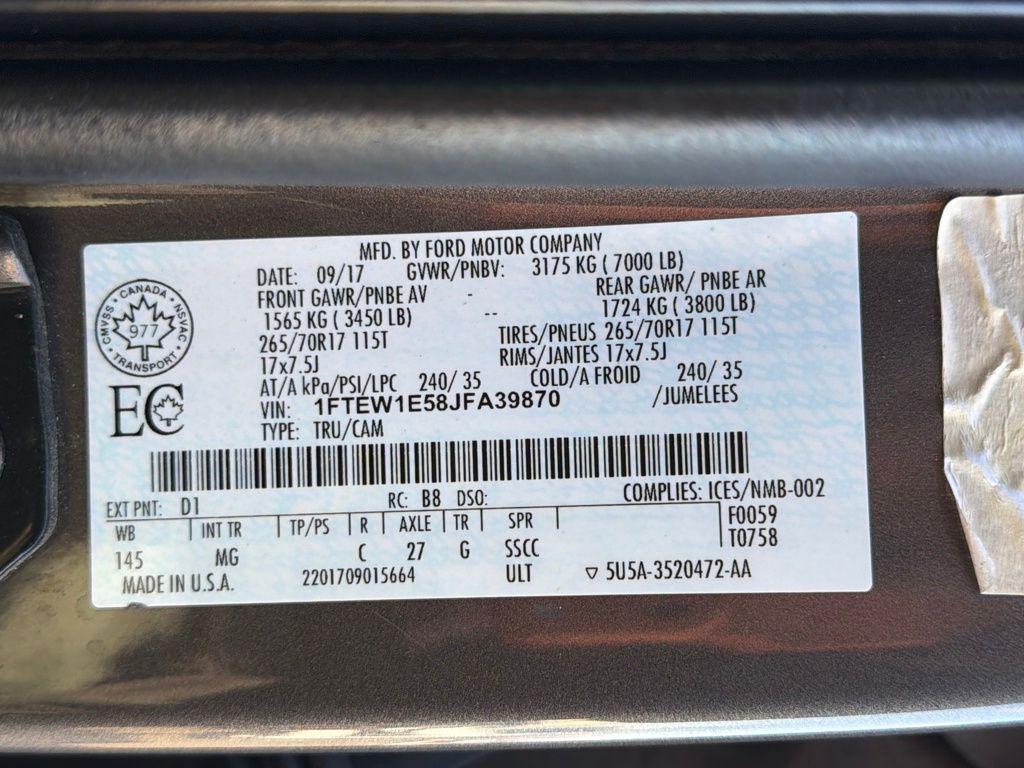 MFD. BY FORD MOTOR COMPANY
DATE: 09/17 GVWR/PNBV: 3175 KG ( 7000 LB)
FRONT GAWR/PNBE AV REAR GAWR/ PNBE AR
1565 KG ( 3450 LB) -- 1724 KG ( 3800 LB)
265/70R17 115T TIRES/PNEUS 265/70R17 115T
17x7.5J RIMS/JANTES 17x7.5J
AT/A kPa/PSI/LPC 240/ 35 COLD/A FROID 240/ 35
VIN: 1FTEW1E58JFA39870 /JUMELEES
TYPE: TRU/CAM
CMVSS • CANADA • NSVAC • TRANSPORT •
977
EC
EXT PNT: D1 RC: B8 DSO: COMPLIES: ICES/NMB-002
WB INT TR TP/PS R AXLE TR SPR F0059
T0758
145 MG C 27 G SSCC
MADE IN U.S.A. 2201709015664 ULT ▽ 5U5A-3520472-AA